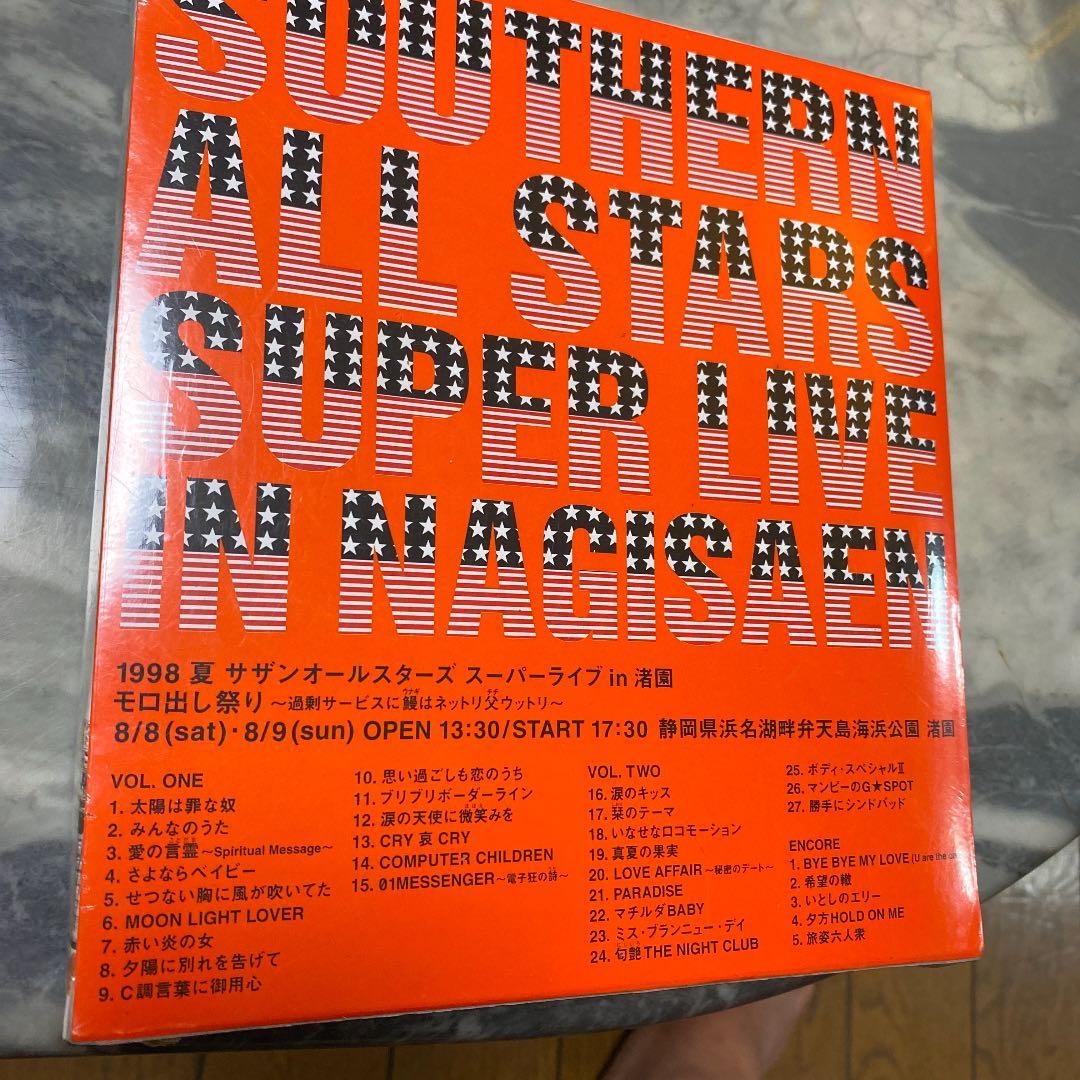 SOUTHERN
ALL STARS
SUPER LIVE
IN NAGISAEN
1998 夏 サザンオールスターズ スーパーライブ in 渚園
モロ出し祭り ～過剰サービスに鰻はネットリ父ウットリ～
ウナギ
チチ
8/8(sat)・8/9(sun) OPEN 13:30/START 17:30 静岡県浜名湖畔弁天島海浜公園 渚園
VOL. ONE
1. 太陽は罪な奴
2. みんなのうた
3. 愛の言霊 ～Spiritual Message～
4. さよならベイビー
5. せつない胸に風が吹いてた
6. MOON LIGHT LOVER
7. 赤い炎の女
8. 夕陽に別れを告げて
9. C調言葉に御用心
10. 思い過ごしも恋のうち
11. ブリブリボーダーライン
12. 涙の天使に微笑みを
13. CRY 哀 CRY
14. COMPUTER CHILDREN
15. 01MESSENGER～電子狂の詩～
VOL. TWO
16. 涙のキッス
17. 栞のテーマ
18. いなせなロコモーション
19. 真夏の果実
20. LOVE AFFAIR ～秘密のデート～
21. PARADISE
22. マチルダBABY
23. ミス・ブランニュー・デイ
24. 匂艶 THE NIGHT CLUB
25. ボディ・スペシャルⅡ
26. マンピーのG★SPOT
27. 勝手にシンドバッド
ENCORE
1. BYE BYE MY LOVE (U are the
2. 希望の轍
3. いとしのエリー
4. 夕方HOLD ON ME
5. 旅姿六人衆